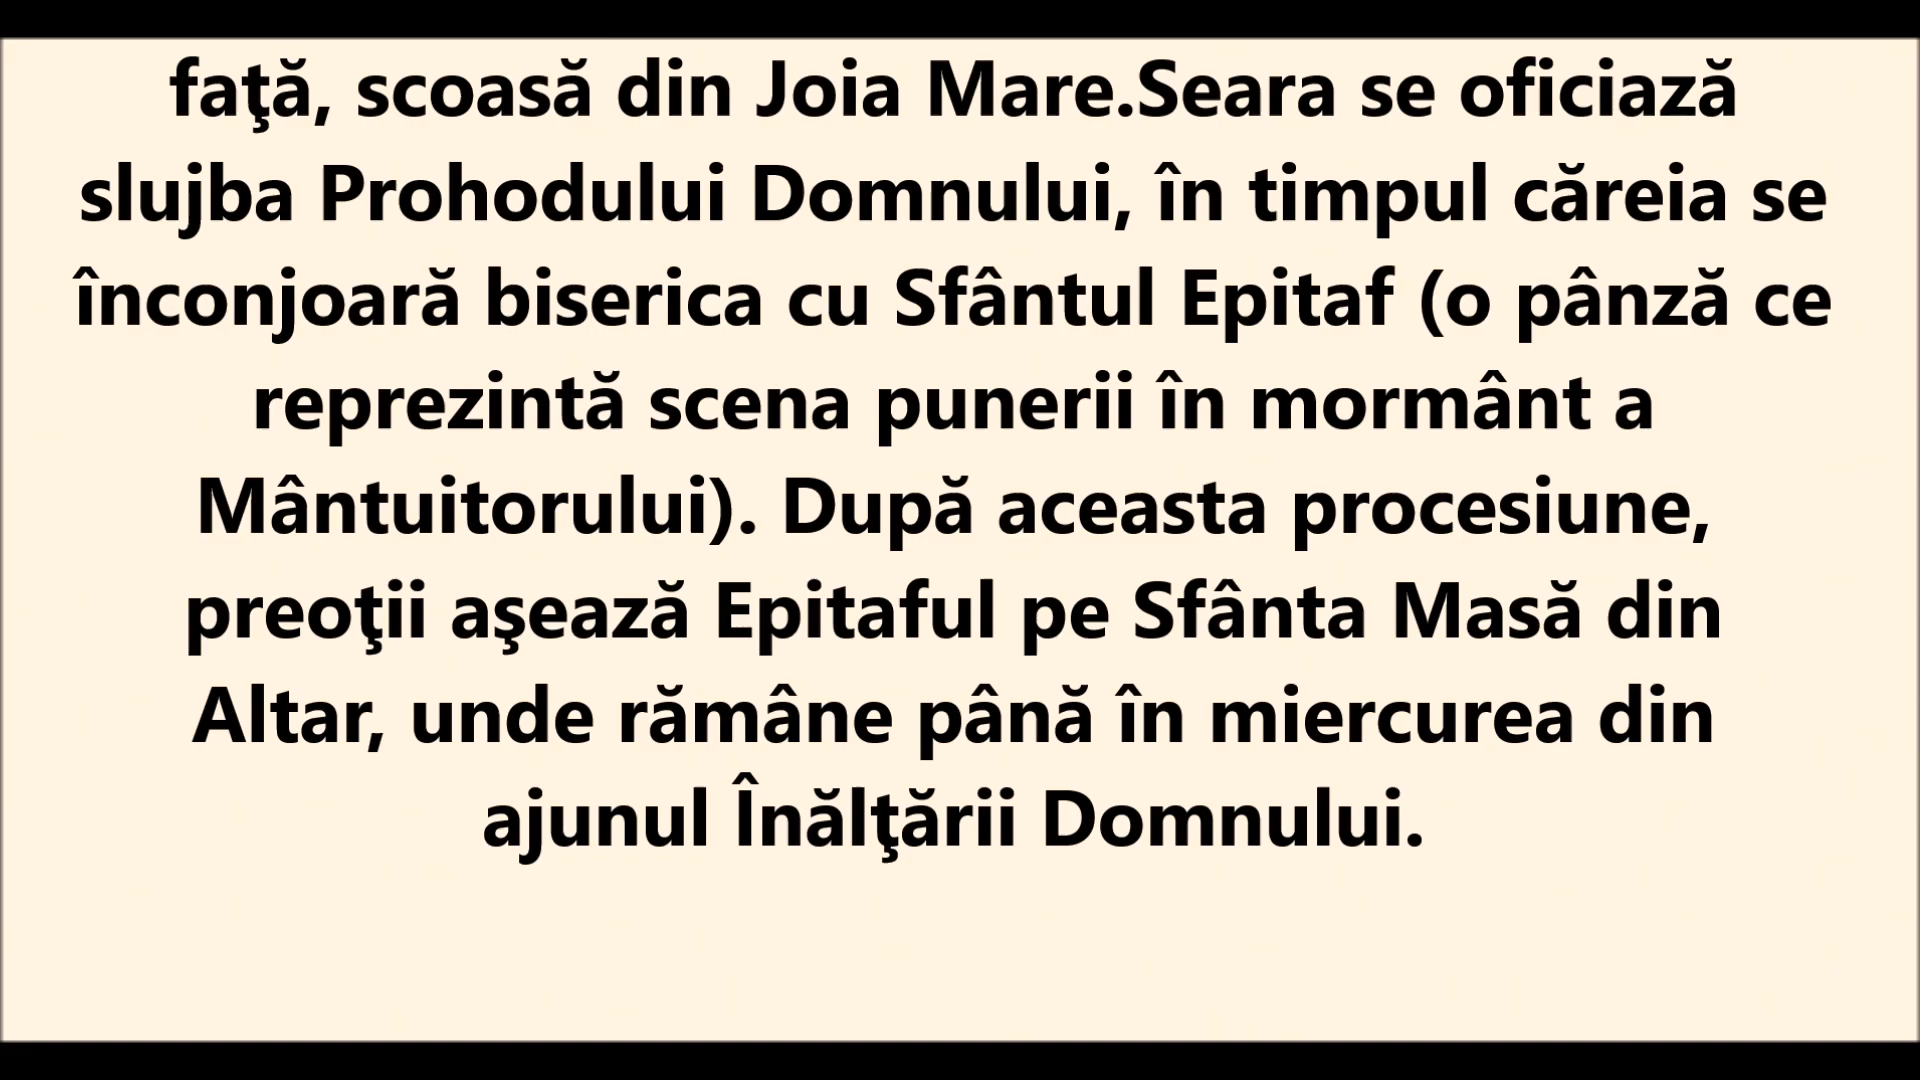 faţă, scoasă din Joia Mare.Seara se oficiază
slujba Prohodului Domnului, în timpul căreia se
înconjoară biserica cu Sfântul Epitaf (o pânză ce
reprezintă scena punerii în mormânt a
Mântuitorului). După aceasta procesiune,
preoţii aşează Epitaful pe Sfânta Masă din
Altar, unde rămâne până în miercurea din
ajunul Înălţării Domnului.